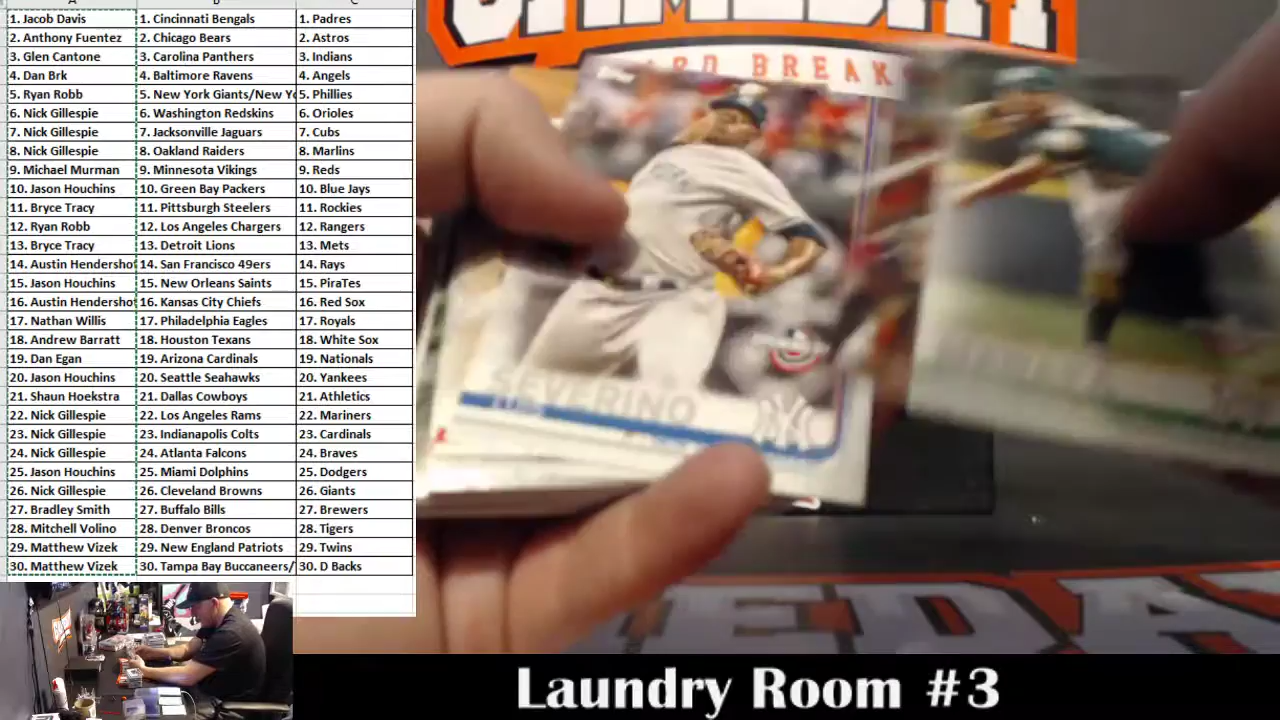 1. Jacob Davis 1. Cincinnati Bengals 1. Padres
2. Anthony Fuentez 2. Chicago Bears 2. Astros
3. Glen Cantone 3. Carolina Panthers 3. Indians
4. Dan Brk 4. Baltimore Ravens 4. Angels
5. Ryan Robb 5. New York Giants/New Yo 5. Phillies
6. Nick Gillespie 6. Washington Redskins 6. Orioles
7. Nick Gillespie 7. Jacksonville Jaguars 7. Cubs
8. Nick Gillespie 8. Oakland Raiders 8. Marlins
9. Michael Murman 9. Minnesota Vikings 9. Reds
10. Jason Houchins 10. Green Bay Packers 10. Blue Jays
11. Bryce Tracy 11. Pittsburgh Steelers 11. Rockies
12. Ryan Robb 12. Los Angeles Chargers 12. Rangers
13. Bryce Tracy 13. Detroit Lions 13. Mets
14. Austin Hendershot 14. San Francisco 49ers 14. Rays
15. Jason Houchins 15. New Orleans Saints 15. PiraTes
16. Austin Hendershot 16. Kansas City Chiefs 16. Red Sox
17. Nathan Willis 17. Philadelphia Eagles 17. Royals
18. Andrew Barratt 18. Houston Texans 18. White Sox
19. Dan Egan 19. Arizona Cardinals 19. Nationals
20. Jason Houchins 20. Seattle Seahawks 20. Yankees
21. Shaun Hoekstra 21. Dallas Cowboys 21. Athletics
22. Nick Gillespie 22. Los Angeles Rams 22. Mariners
23. Nick Gillespie 23. Indianapolis Colts 23. Cardinals
24. Nick Gillespie 24. Atlanta Falcons 24. Braves
25. Jason Houchins 25. Miami Dolphins 25. Dodgers
26. Nick Gillespie 26. Cleveland Browns 26. Giants
27. Bradley Smith 27. Buffalo Bills 27. Brewers
28. Mitchell Volino 28. Denver Broncos 28. Tigers
29. Matthew Vizek 29. New England Patriots 29. Twins
30. Matthew Vizek 30. Tampa Bay Buccaneers/ 30. D Backs
GAMEDAY
ARD BREAK
SEVERINO
NY
EDA
Laundry Room #3